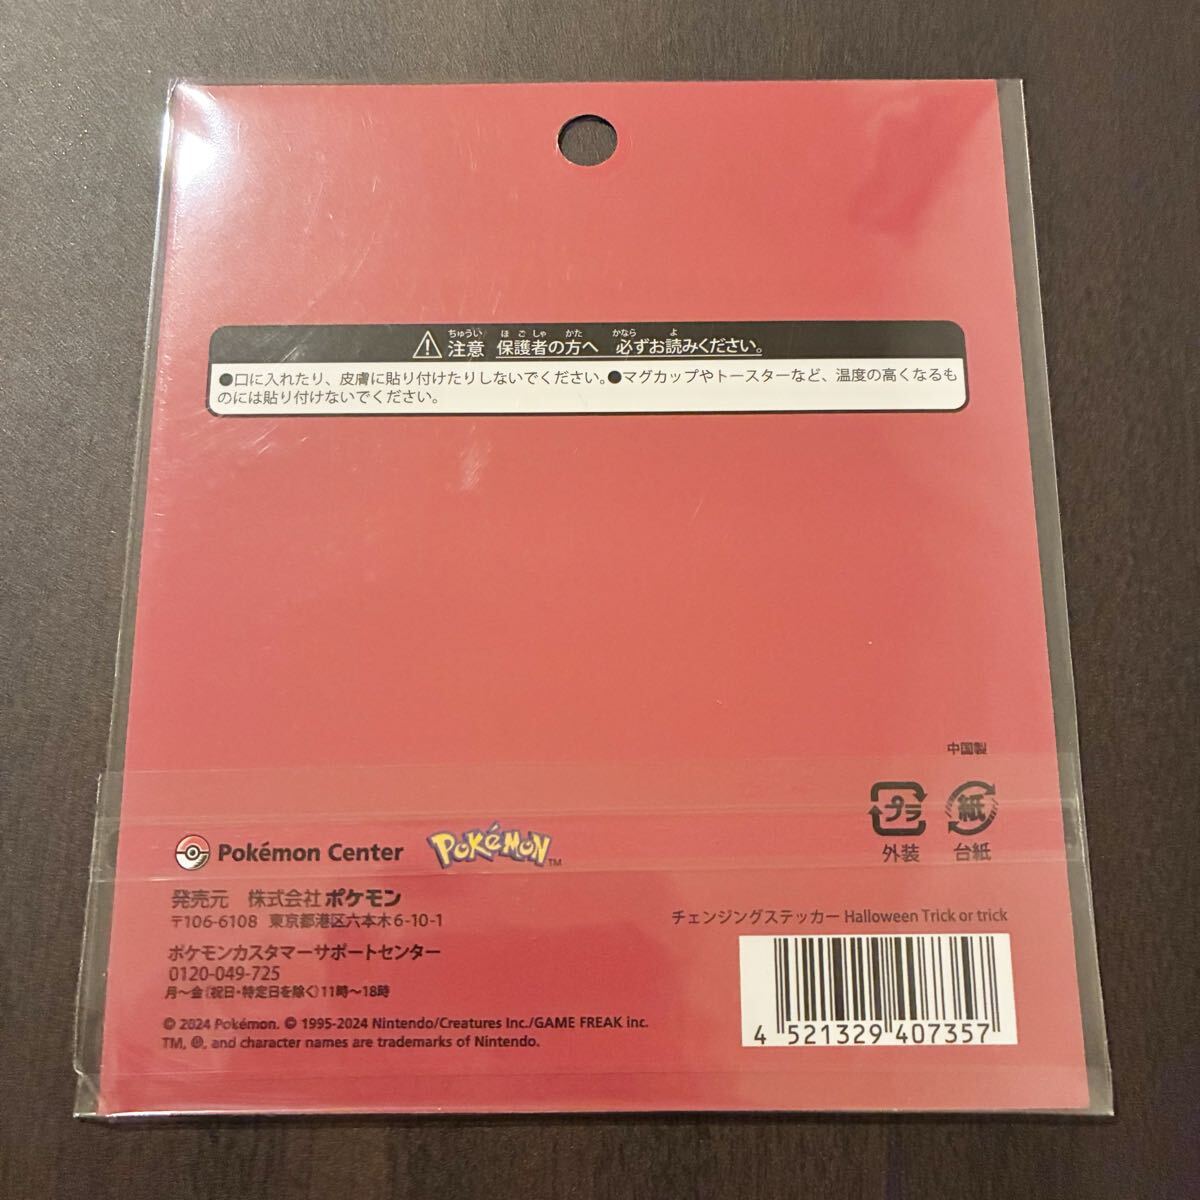 ちゅうい ほごしゃ かた かなら よ
注意 保護者の方へ 必ずお読みください。
●口に入れたり、皮膚に貼り付けたりしないでください。●マグカップやトースターなど、温度の高くなるも
のには貼り付けないでください。
中国製
プラ 紙
外装 台紙
Pokémon Center POKéMON TM
発売元 株式会社ポケモン
〒106-6108 東京都港区六本木6-10-1
ポケモンカスタマーサポートセンター
0120-049-725
月～金(祝日・特定日を除く)11時～18時
© 2024 Pokémon. © 1995-2024 Nintendo/Creatures Inc./GAME FREAK inc.
TM, ®, and character names are trademarks of Nintendo.
チェンジングステッカー Halloween Trick or trick
4 521329 407357